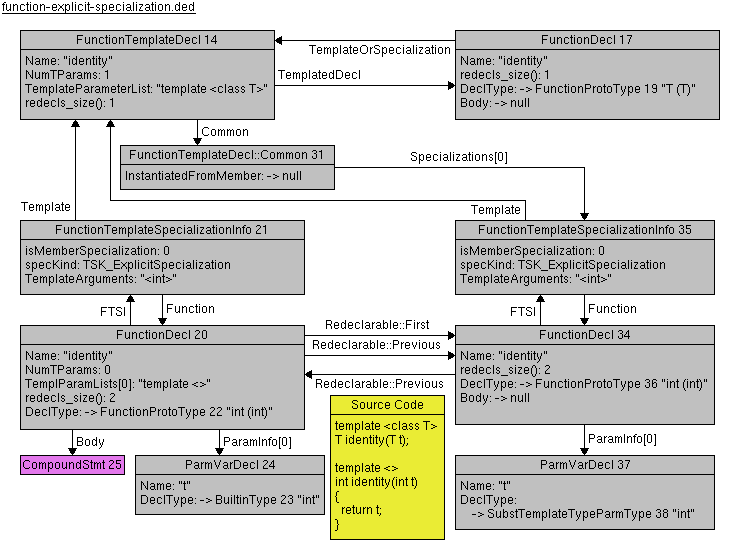 function-explicit-specialization.ded
FunctionTemplateDecl 14
Name: "identity"
NumTParams: 1
TemplateParameterList: "template <class T>"
redecls_size(): 1
TemplateOrSpecialization
TemplatedDecl
FunctionDecl 17
Name: "identity"
redecls_size(): 1
DeclType: -> FunctionProtoType 19 "T (T)"
Body: -> null
Common
FunctionTemplateDecl::Common 31
InstantiatedFromMember: -> null
Specializations[0]
Template
Template
FunctionTemplateSpecializationInfo 21
isMemberSpecialization: 0
specKind: TSK_ExplicitSpecialization
TemplateArguments: "<int>"
FunctionTemplateSpecializationInfo 35
isMemberSpecialization: 0
specKind: TSK_ExplicitSpecialization
TemplateArguments: "<int>"
FTSI
Function
FTSI
Function
FunctionDecl 20
Name: "identity"
NumTParams: 0
TemplParamLists[0]: "template <>"
redecls_size(): 2
DeclType: -> FunctionProtoType 22 "int (int)"
Redeclarable::First
Redeclarable::Previous
Redeclarable::Previous
FunctionDecl 34
Name: "identity"
redecls_size(): 2
DeclType: -> FunctionProtoType 36 "int (int)"
Body: -> null
Body
ParamInfo[0]
ParamInfo[0]
CompoundStmt 25
ParmVarDecl 24
Name: "t"
DeclType: -> BuiltinType 23 "int"
Source Code
template <class T>
T identity(T t);
template <>
int identity(int t)
{
return t;
}
ParmVarDecl 37
Name: "t"
DeclType:
-> SubstTemplateTypeParmType 38 "int"